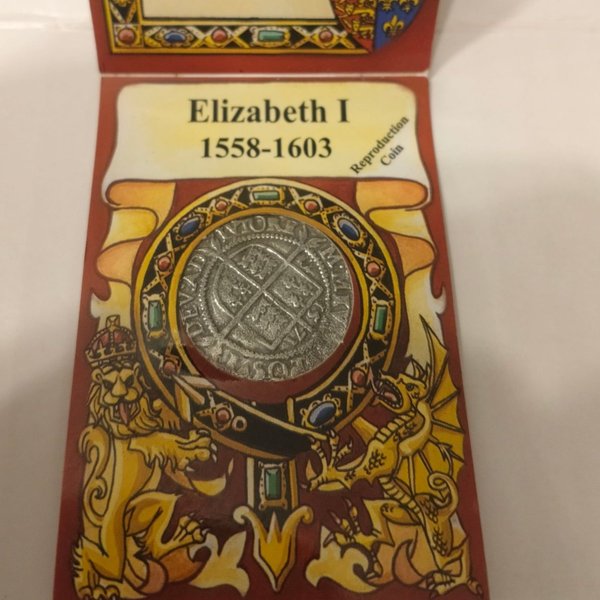 Elizabeth I
1558-1603
Reproduction
Coin